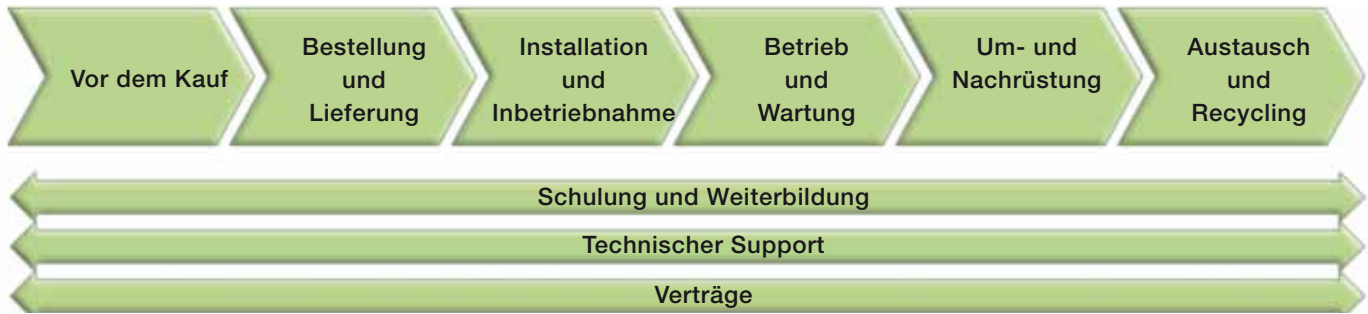 Vor dem Kauf
Bestellung
und
Lieferung
Installation
und
Inbetriebnahme
Betrieb
und
Wartung
Um- und
Nachrüstung
Austausch
und
Recycling
Schulung und Weiterbildung
Technischer Support
Verträge